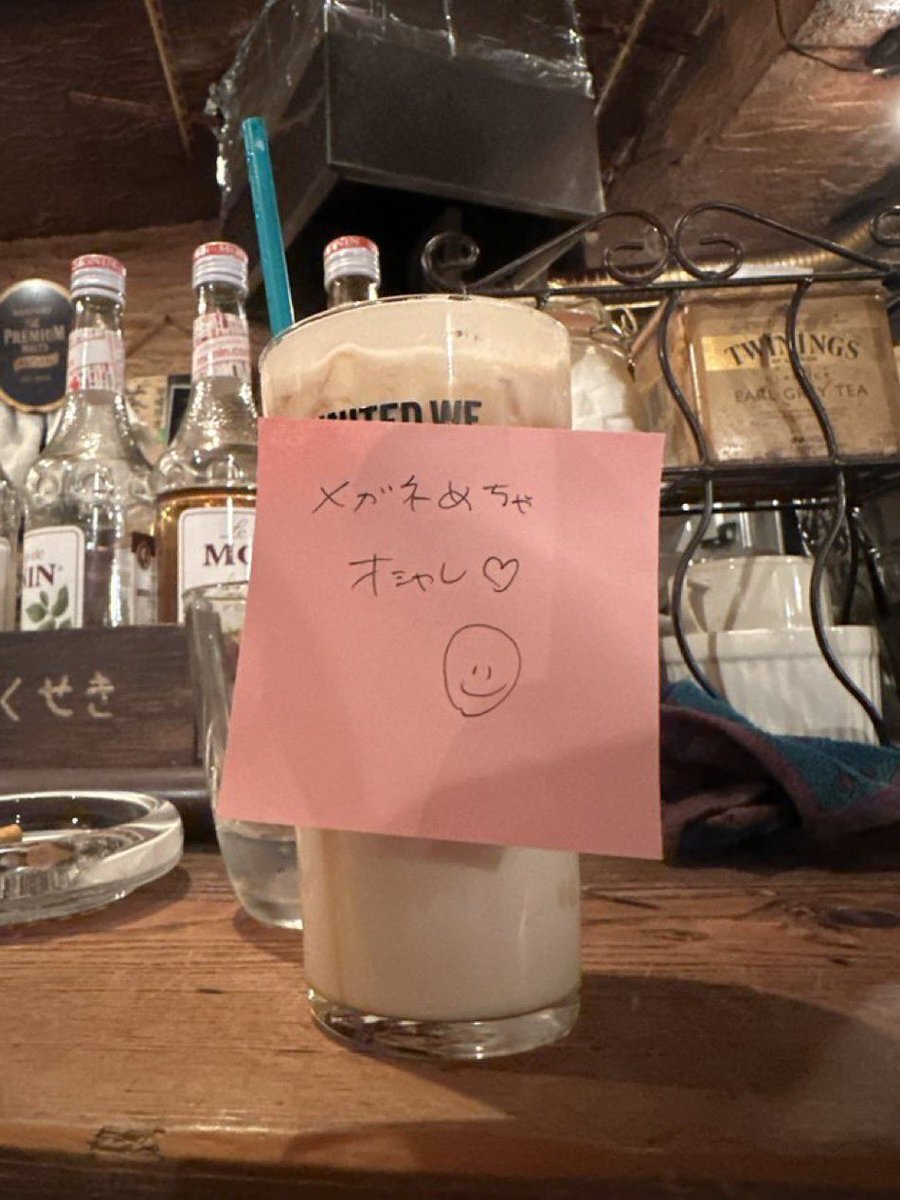 PREMIUM
TWININGS
EARL GREY TEA
UNITED WE
メガネめちゃ
オシャレ♡
MO
IN
くせき